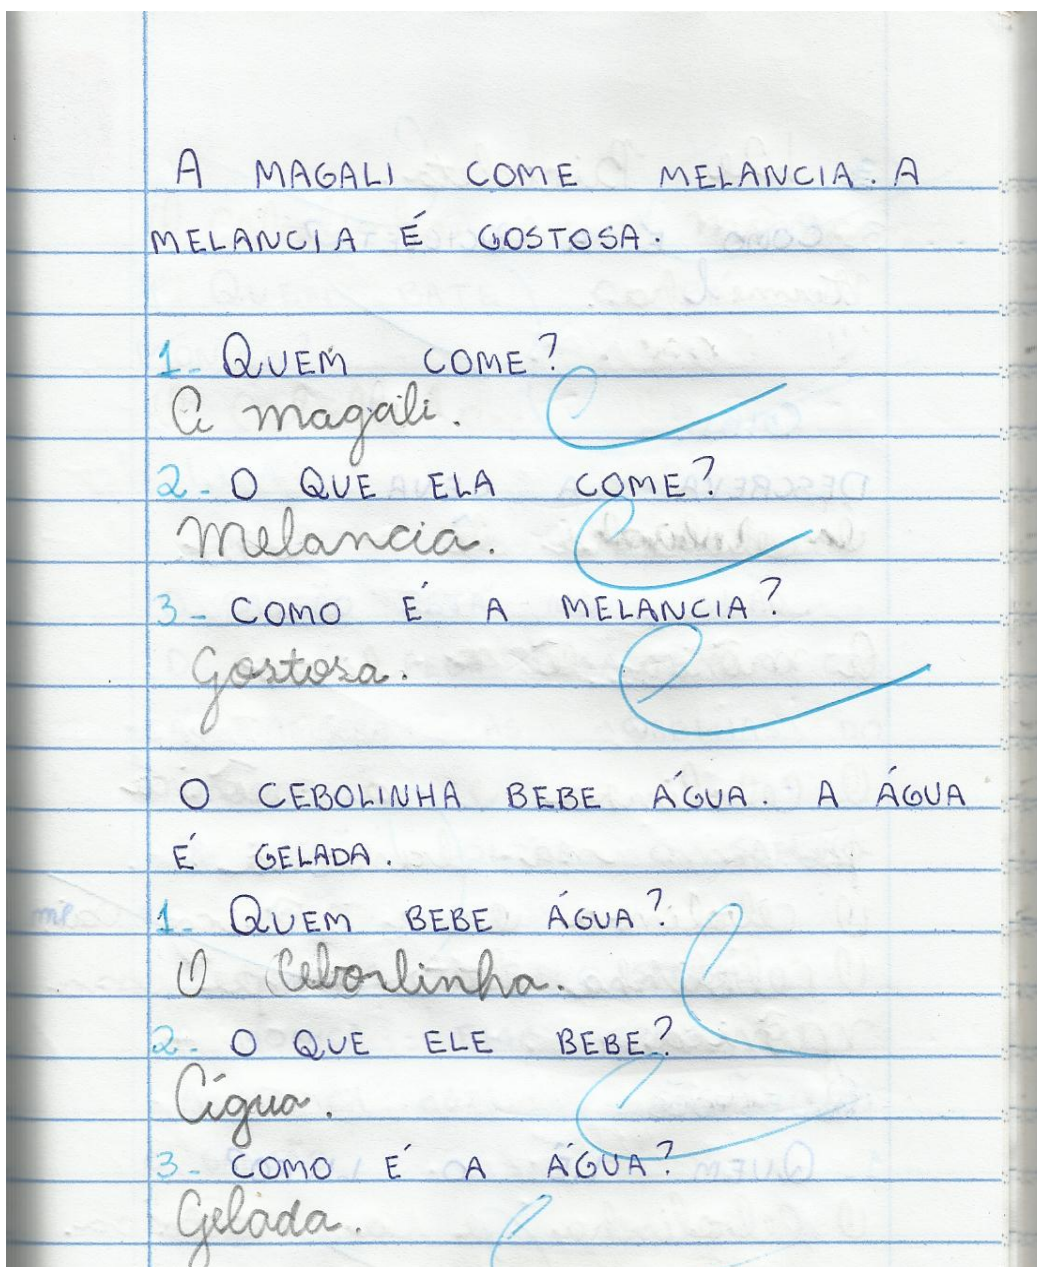 A MAGALI COME MELANCIA. A
MELANCIA É GOSTOSA.
1- QUEM COME?
A magali.
2- O QUE ELA COME?
Melancia.
3- COMO É A MELANCIA?
Gostosa.
O CEBOLINHA BEBE ÁGUA. A ÁGUA
É GELADA.
1- QUEM BEBE ÁGUA?
O Cebolinha.
2- O QUE ELE BEBE?
Água.
3- COMO É A ÁGUA?
Gelada.